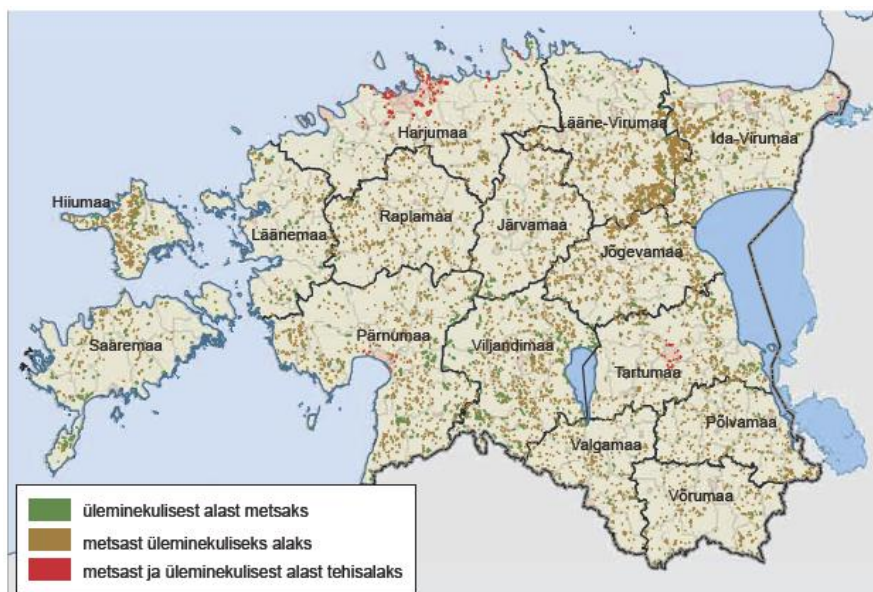 Harjumaa
Lääne-Virumaa
Ida-Virumaa
Hiiumaa
Läänemaa
Raplamaa
Järvamaa
Jõgevamaa
Saaremaa
Pärnumaa
Viljandimaa
Tartumaa
Põlvamaa
Valgamaa
Võrumaa
üleminekulisest alast metsaks
metsast üleminekuliseks alaks
metsast ja üleminekulisest alast tehisalaks